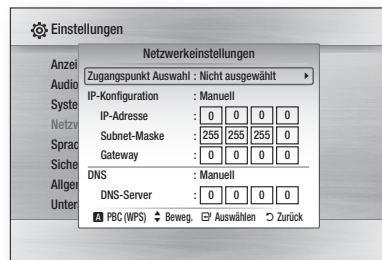 Einstellungen
Netzwerkeinstellungen
Zugangspunkt Auswahl : Nicht ausgewählt
IP-Konfiguration : Manuell
IP-Adresse : 0 0 0 0
Subnet-Maske : 255 255 255 0
Gateway : 0 0 0 0
DNS : Manuell
DNS-Server : 0 0 0 0
A PBC (WPS) Beweg. Auswählen Zurück
Anzei
Audio
Syste
Netzw
Sprac
Siche
Allger
Unter